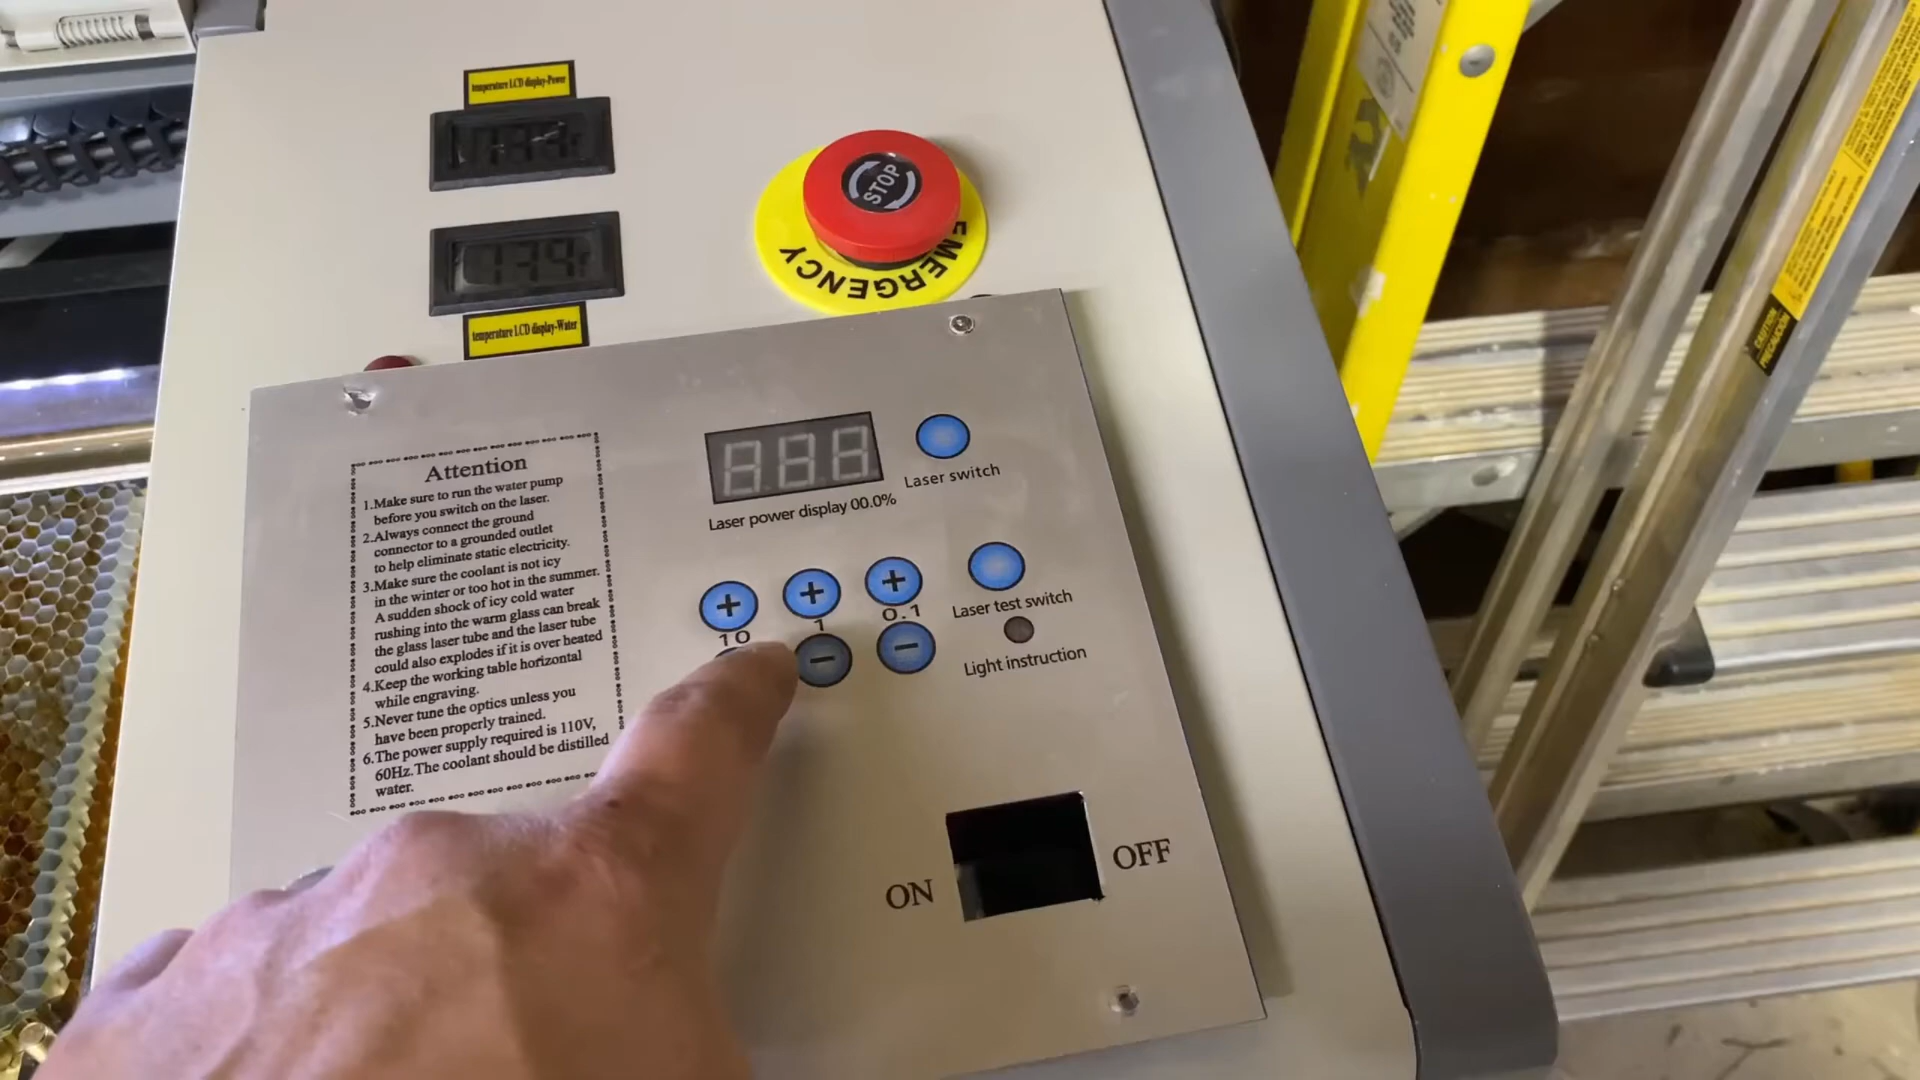 temperature LCD display-Power
STOP
EMERGENCY
73.9
temperature LCD display-Water
Attention
1.Make sure to run the water pump
before you switch on the laser.
2.Always connect the ground
connector to a grounded outlet
to help eliminate static electricity.
3.Make sure the coolant is not icy
in the winter or too hot in the summer.
A sudden shock of icy cold water
rushing into the warm glass can break
the glass laser tube and the laser tube
could also explodes if it is over heated
4.Keep the working table horizontal
while engraving.
5.Never tune the optics unless you
have been properly trained.
6.The power supply required is 110V,
60Hz.The coolant should be distilled
water.
8.8.8
Laser power display 00.0%
Laser switch
+ + +
10 1 0.1
- -
Laser test switch
Light instruction
ON
OFF
CAUTION